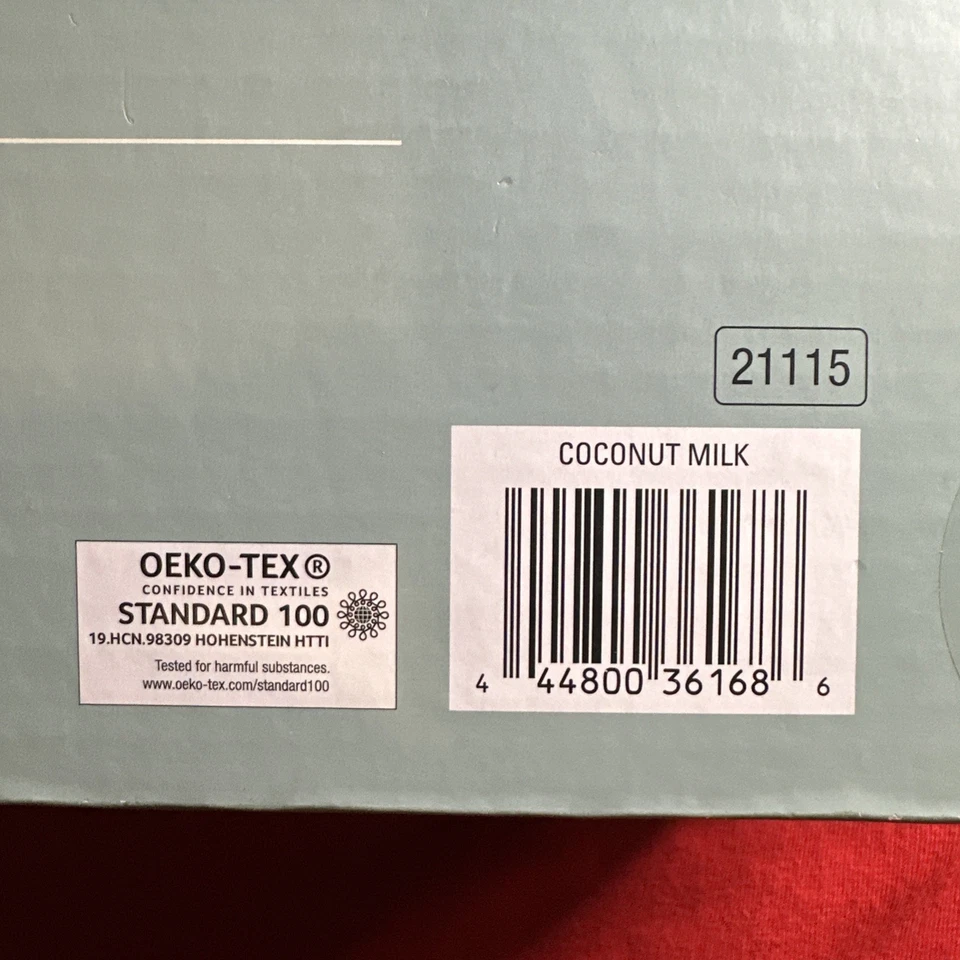 21115
COCONUT MILK
4 44800 36168 6
OEKO-TEX®
CONFIDENCE IN TEXTILES
STANDARD 100
19.HCN.98309 HOHENSTEIN HTTI
Tested for harmful substances.
www.oeko-tex.com/standard100